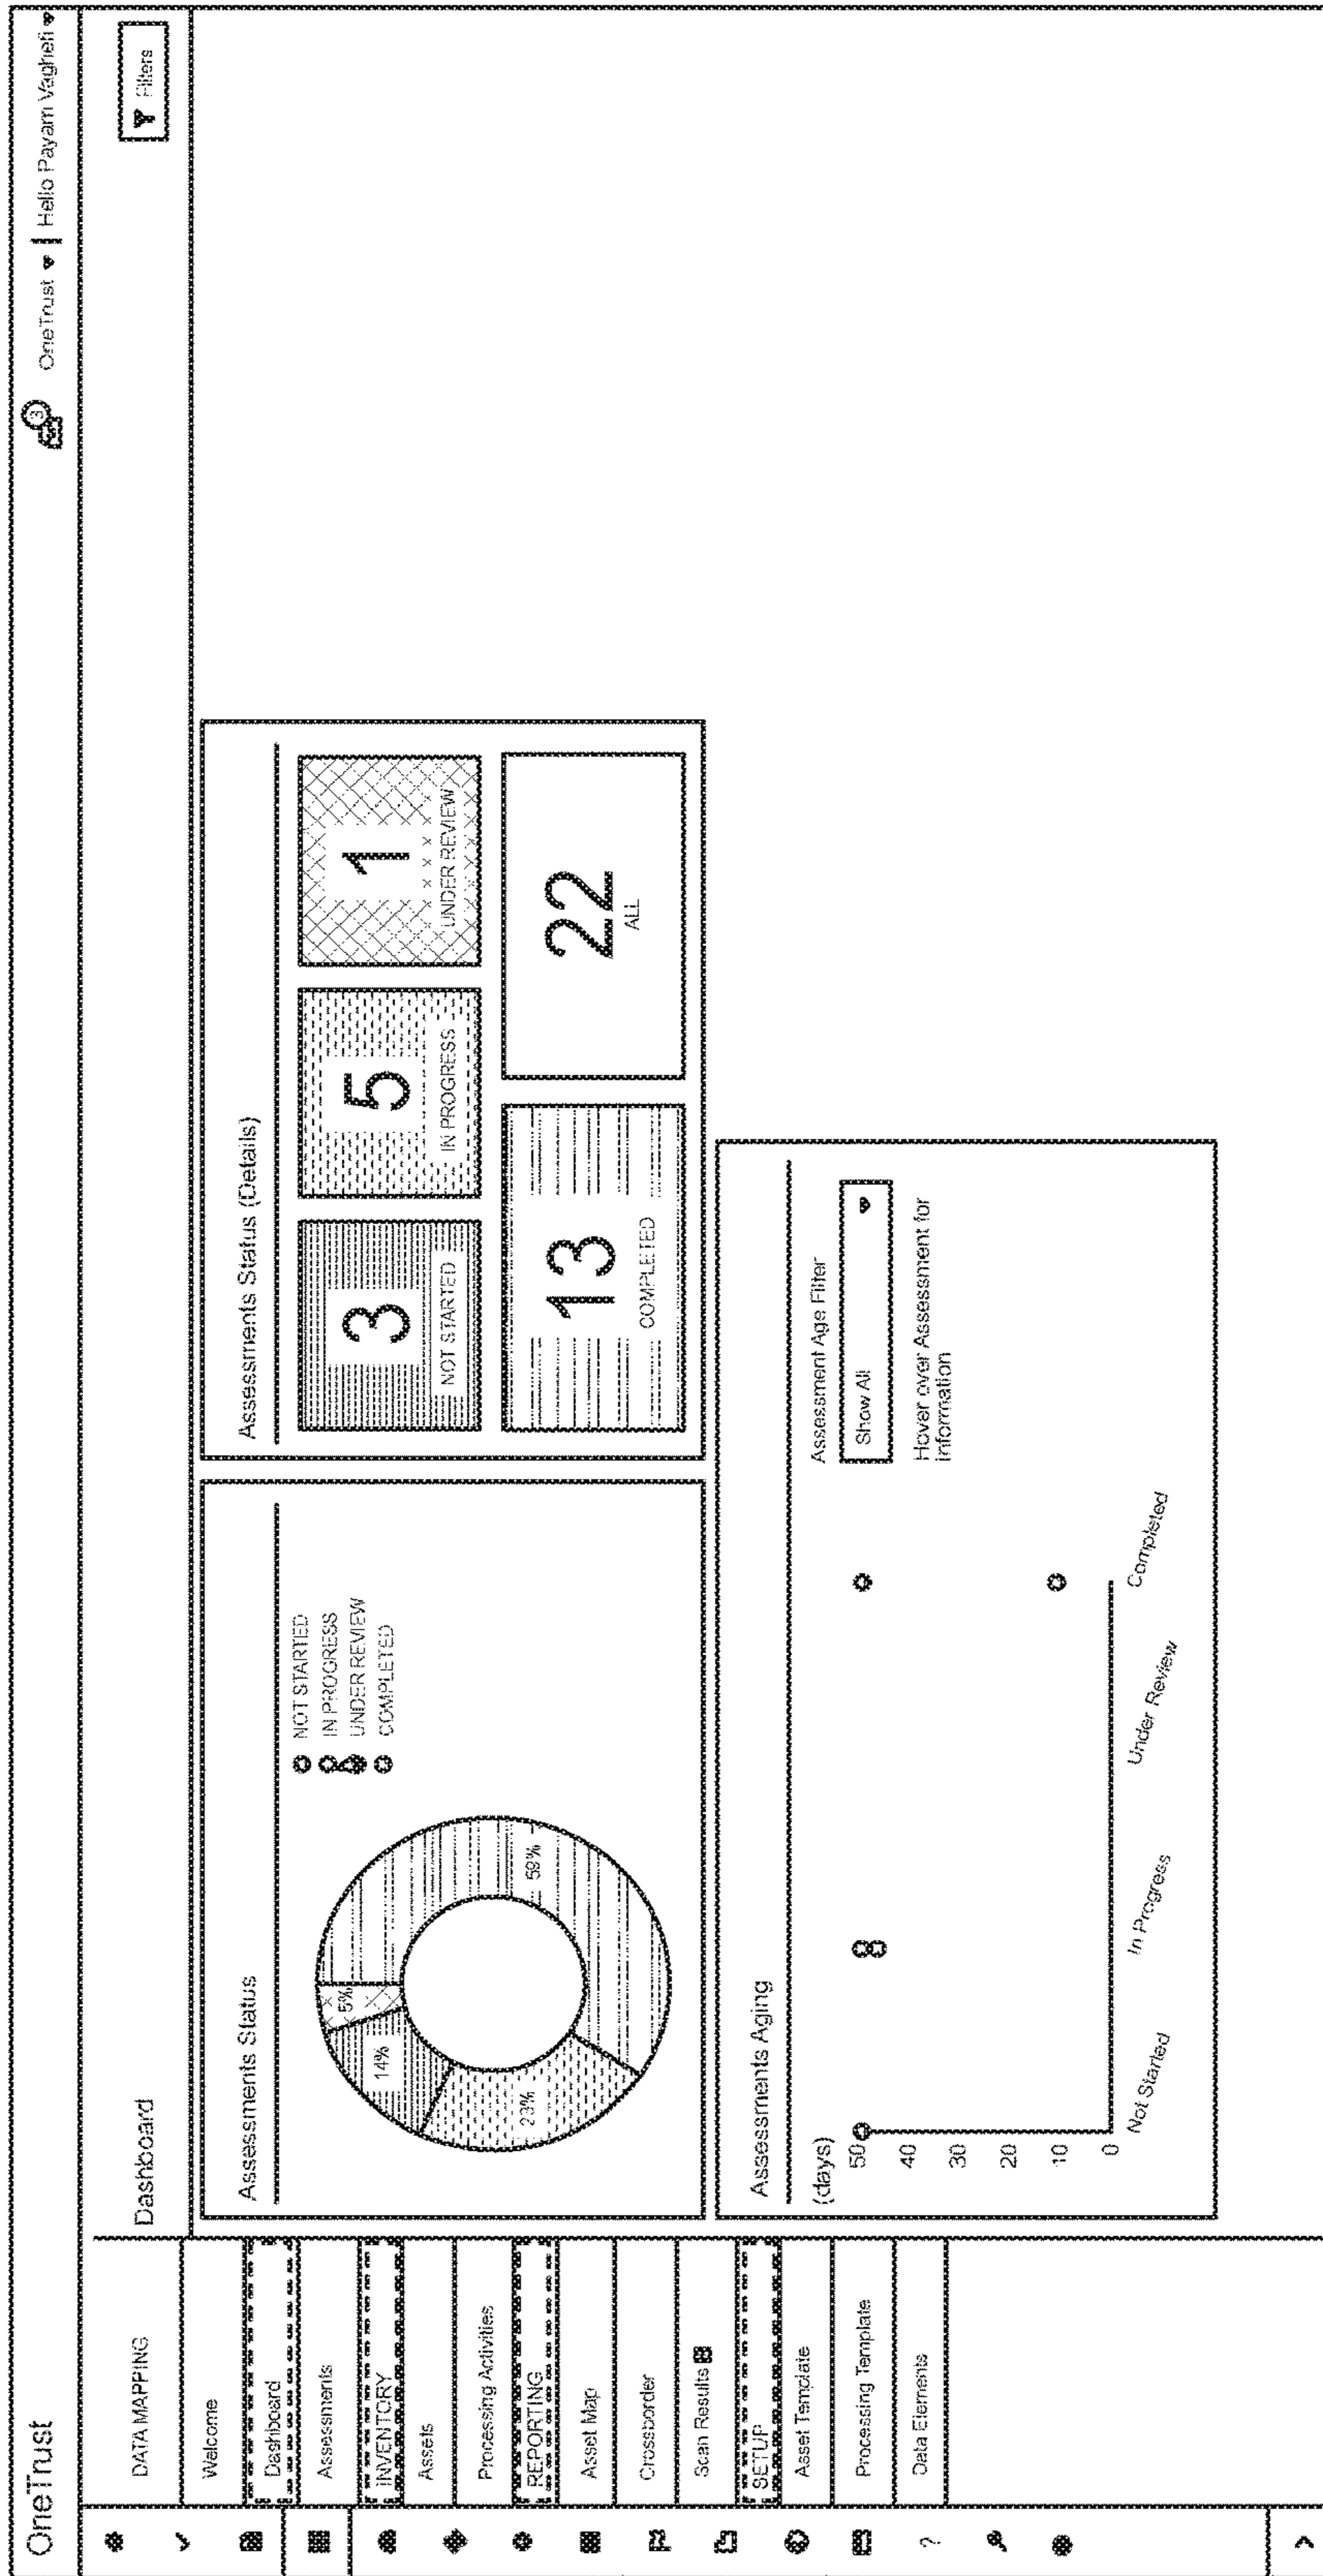 OneTrust
3
OneTrust
Hello Payam Vaghefi
DATA MAPPING
Welcome
Dashboard
Assessments
INVENTORY
Assets
Processing Activities
REPORTING
Asset Map
Crossborder
Scan Results
SETUP
Asset Template
Processing Template
Data Elements
?
Dashboard
Filters
Assessments Status
NOT STARTED
IN PROGRESS
UNDER REVIEW
COMPLETED
5%
14%
23%
59%
Assessments Status (Details)
3
NOT STARTED
5
IN PROGRESS
1
UNDER REVIEW
13
COMPLETED
22
ALL
Assessments Aging
(days)
50
40
30
20
10
0
Not Started
In Progress
Under Review
Completed
Assessment Age Filter
Show All
Hover over Assessment for
information